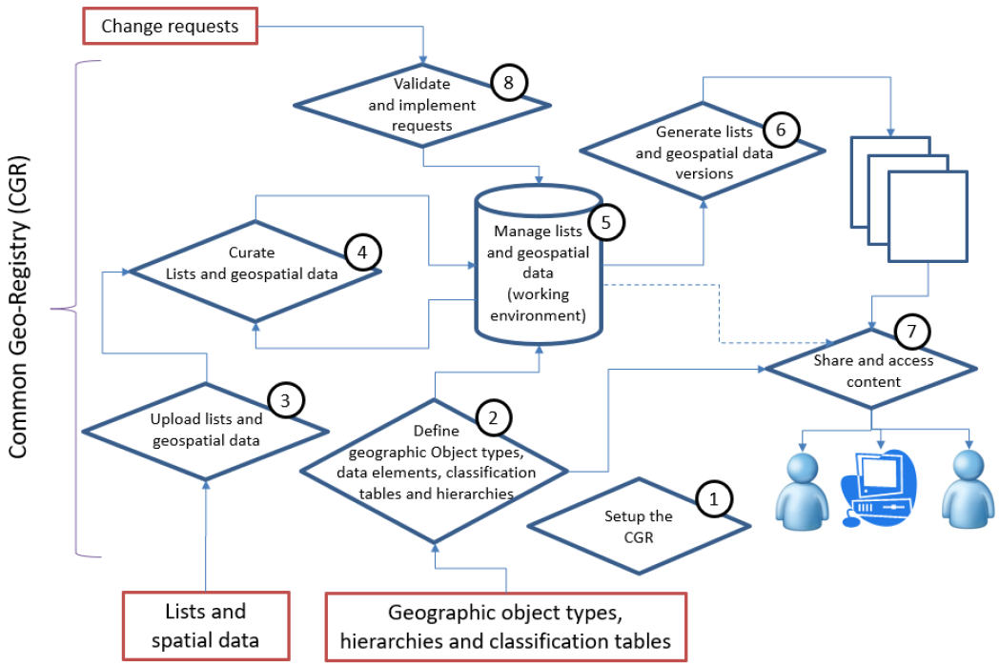 Change requests
Common Geo-Registry (CGR)
8
Validate
and implement
requests
6
Generate lists
and geospatial data
versions
5
Manage lists
and geospatial
data
(working
environment)
4
Curate
Lists and geospatial data
7
Share and access
content
3
Upload lists and
geospatial data
2
Define
geographic Object types,
data elements, classification
tables and hierarchies
1
Setup the
CGR
Lists and
spatial data
Geographic object types,
hierarchies and classification tables